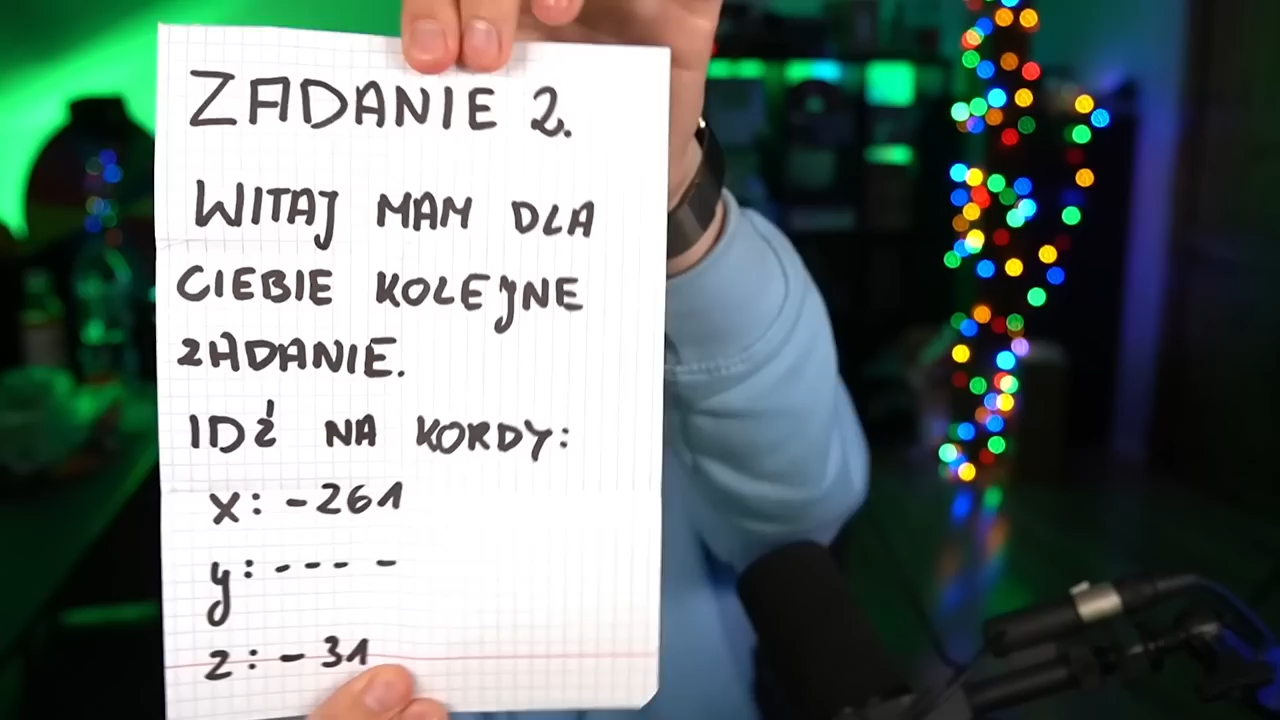 ZADANIE 2.
WITAJ MAM DLA
CIEBIE KOLEJNE
ZADANIE.
IDŹ NA KORDY:
X: -261
y: --- -
z: -31